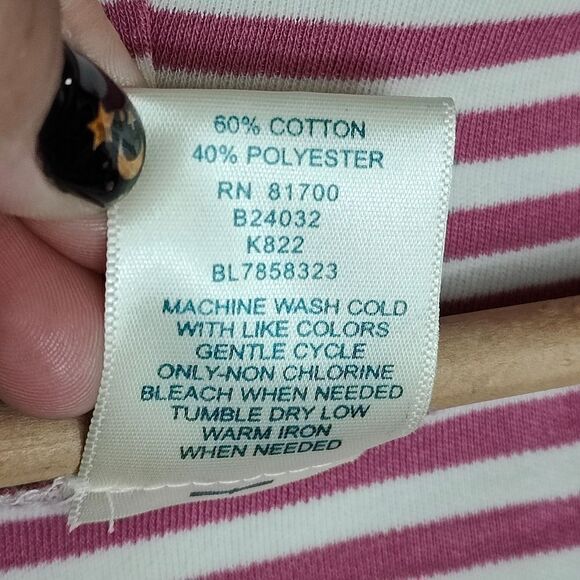 60% COTTON
40% POLYESTER
RN 81700
B24032
K822
BL7858323
MACHINE WASH COLD
WITH LIKE COLORS
GENTLE CYCLE
ONLY-NON CHLORINE
BLEACH WHEN NEEDED
TUMBLE DRY LOW
WARM IRON
WHEN NEEDED